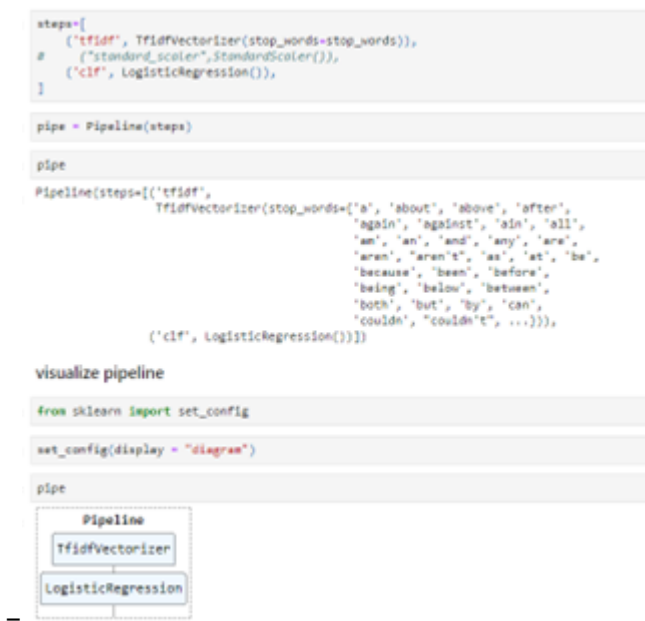 steps=[
('tfidf', TfidfVectorizer(stop_words=stop_words)),
# ("standard_scaler",StandardScaler()),
('clf', LogisticRegression()),
]
pipe = Pipeline(steps)
pipe
Pipeline(steps=[('tfidf',
TfidfVectorizer(stop_words={'a', 'about', 'above', 'after',
'again', 'against', 'ain', 'all',
'am', 'an', 'and', 'any', 'are',
'aren', "aren't", 'as', 'at', 'be',
'because', 'been', 'before',
'being', 'below', 'between',
'both', 'but', 'by', 'can',
'couldn', "couldn't", ...})),
('clf', LogisticRegression())])
visualize pipeline
from sklearn import set_config
set_config(display = "diagram")
pipe
Pipeline
TfidfVectorizer
LogisticRegression